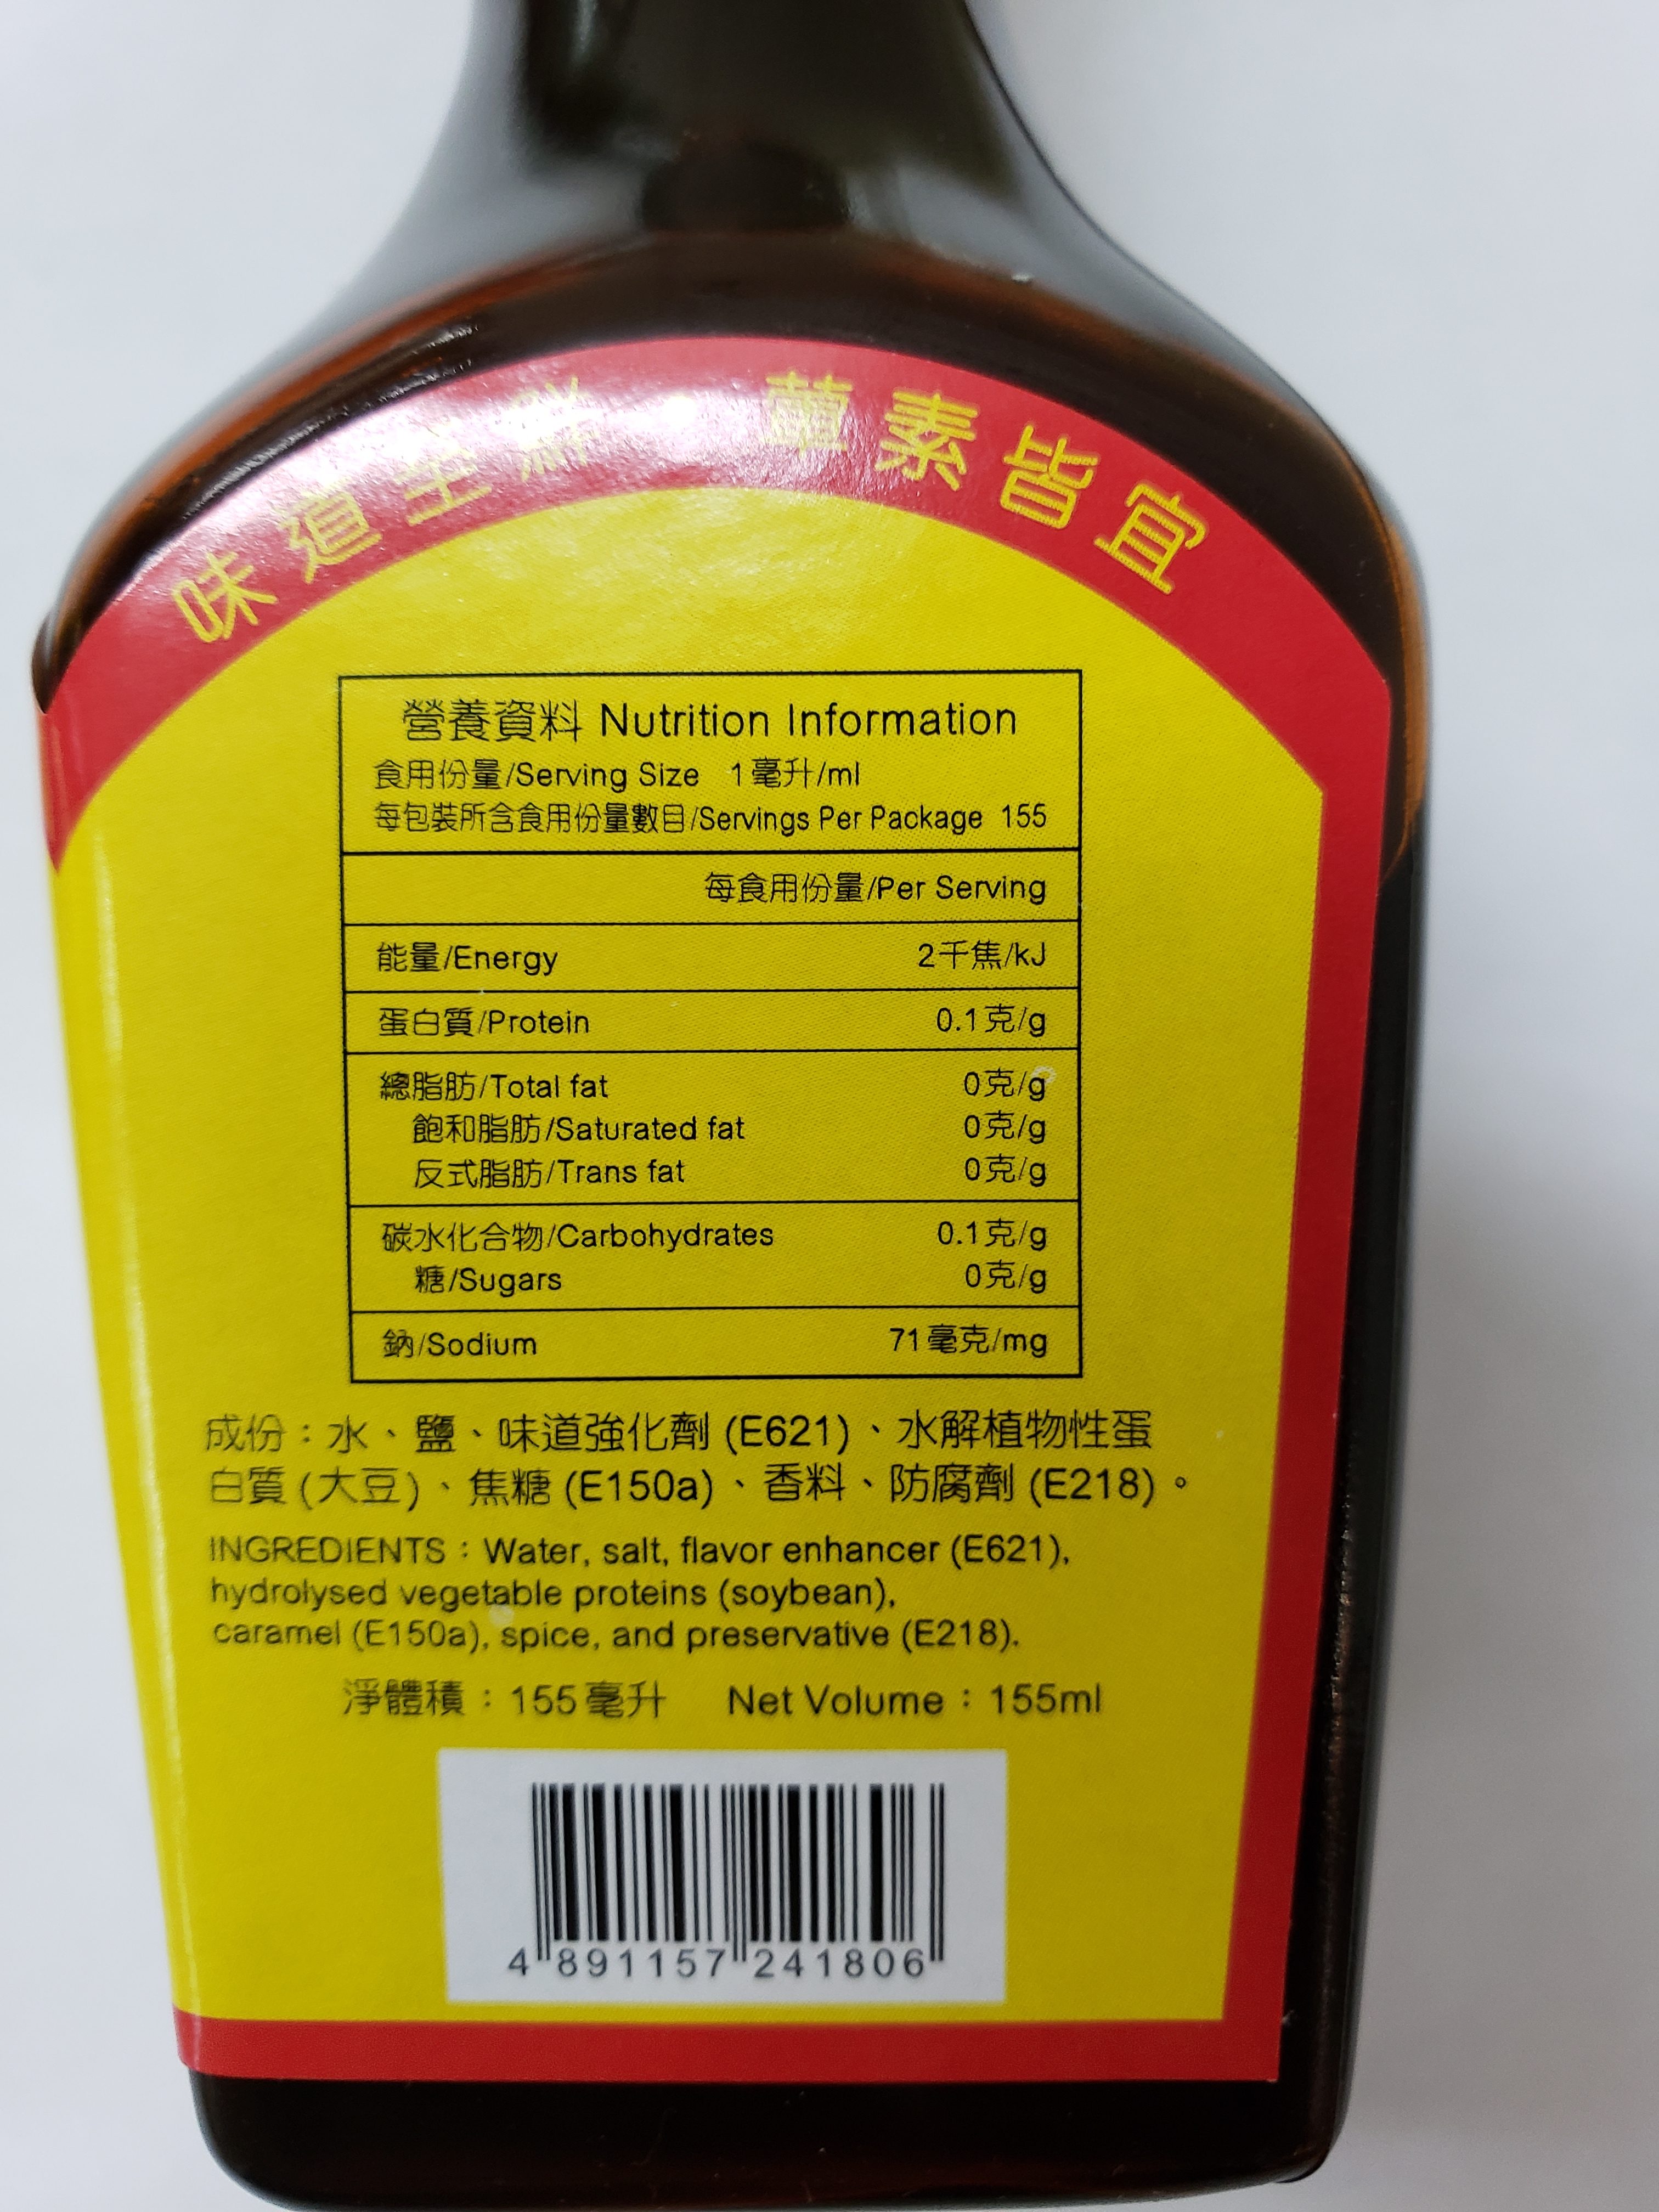 味道至鮮 • 葷素皆宜
營養資料 Nutrition Information
食用份量/Serving Size 1毫升/ml
每包裝所含食用份量數目/Servings Per Package 155
每食用份量/Per Serving
能量/Energy 2千焦/kJ
蛋白質/Protein 0.1克/g
總脂肪/Total fat 0克/g
飽和脂肪/Saturated fat 0克/g
反式脂肪/Trans fat 0克/g
碳水化合物/Carbohydrates 0.1克/g
糖/Sugars 0克/g
鈉/Sodium 71毫克/mg
成份：水、鹽、味道強化劑 (E621)、水解植物性蛋
白質 (大豆)、焦糖 (E150a)、香料、防腐劑 (E218)。
INGREDIENTS：Water, salt, flavor enhancer (E621),
hydrolysed vegetable proteins (soybean),
caramel (E150a), spice, and preservative (E218).
淨體積：155毫升 Net Volume：155ml
4 891157 241806